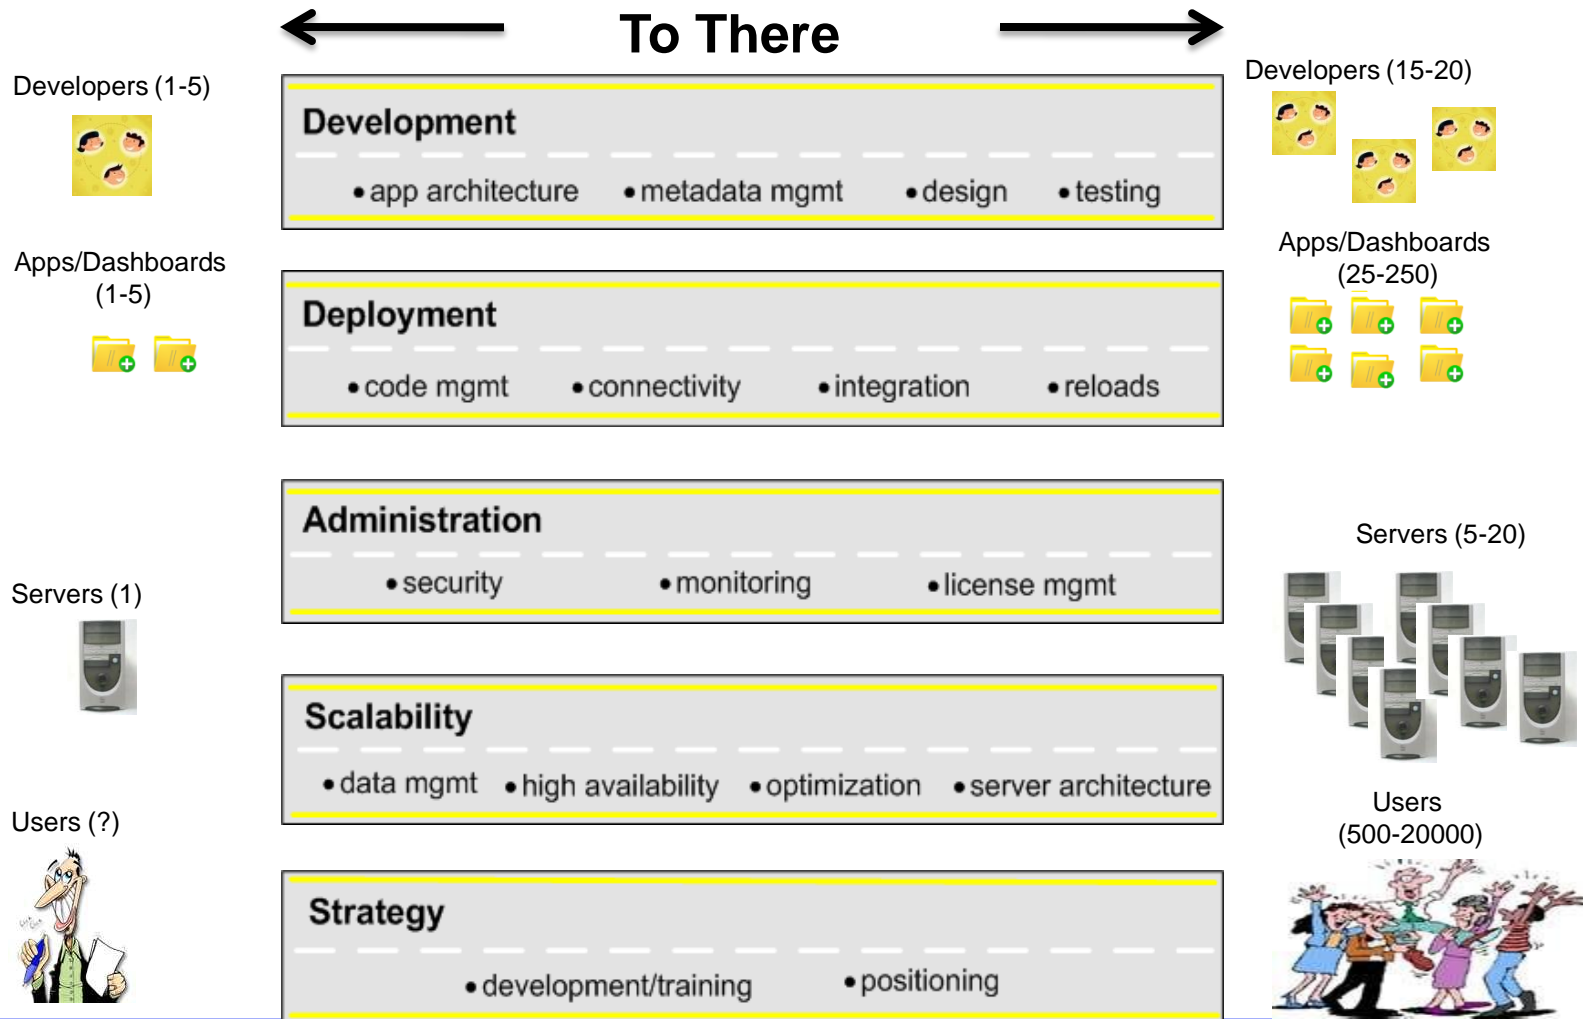 To There
Developers (1-5)
Apps/Dashboards
(1-5)
Servers (1)
Users (?)
Development
• app architecture • metadata mgmt • design • testing
Deployment
• code mgmt • connectivity • integration • reloads
Administration
• security • monitoring • license mgmt
Scalability
• data mgmt • high availability • optimization • server architecture
Strategy
• development/training • positioning
Developers (15-20)
Apps/Dashboards
(25-250)
Servers (5-20)
Users
(500-20000)